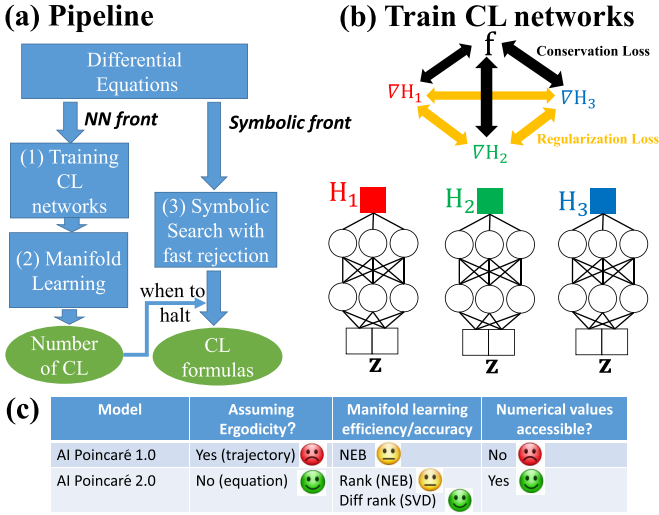 (a) Pipeline
Differential
Equations
NN front
Symbolic front
(1) Training
CL
networks
(2) Manifold
Learning
(3) Symbolic
Search with
fast rejection
when to
halt
Number
of CL
CL
formulas
(b) Train CL networks
f
Conservation Loss
∇H₁
∇H₃
Regularization Loss
∇H₂
H₁
H₂
H₃
z
z
z
(c)
Model
Assuming
Ergodicity?
Manifold learning
efficiency/accuracy
Numerical values
accessible?
AI Poincaré 1.0
Yes (trajectory)
NEB
No
AI Poincaré 2.0
No (equation)
Rank (NEB)
Diff rank (SVD)
Yes